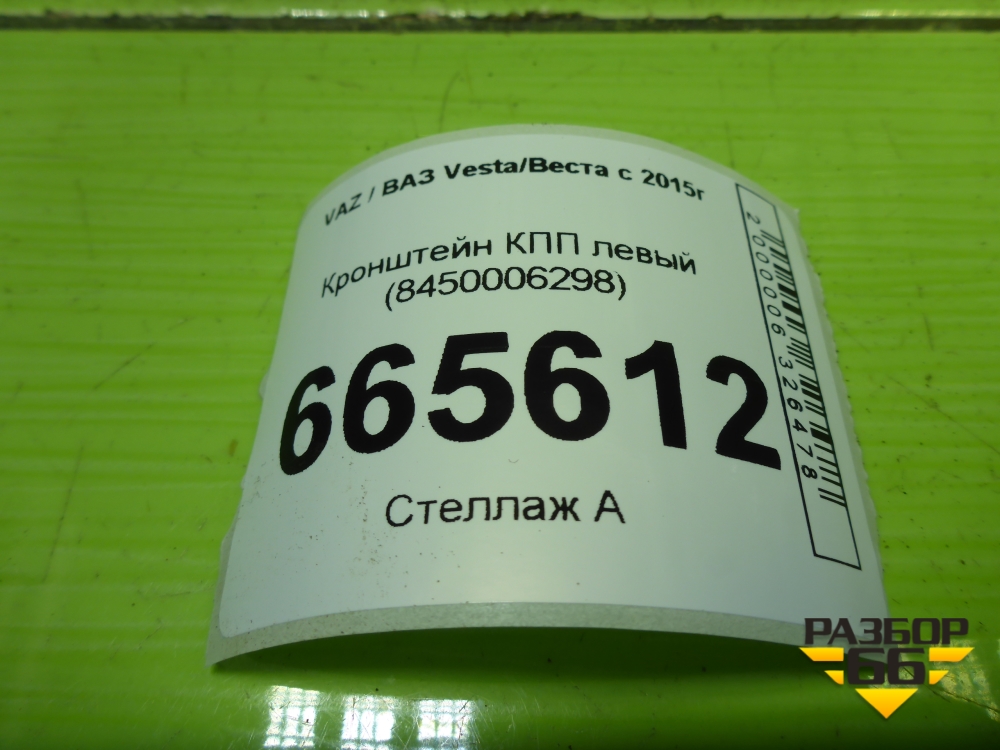 VAZ / ВАЗ Vesta/Веста с 2015г
Кронштейн КПП левый
(8450006298)
665612
Стеллаж А
2000006326478
РАЗБОР
66